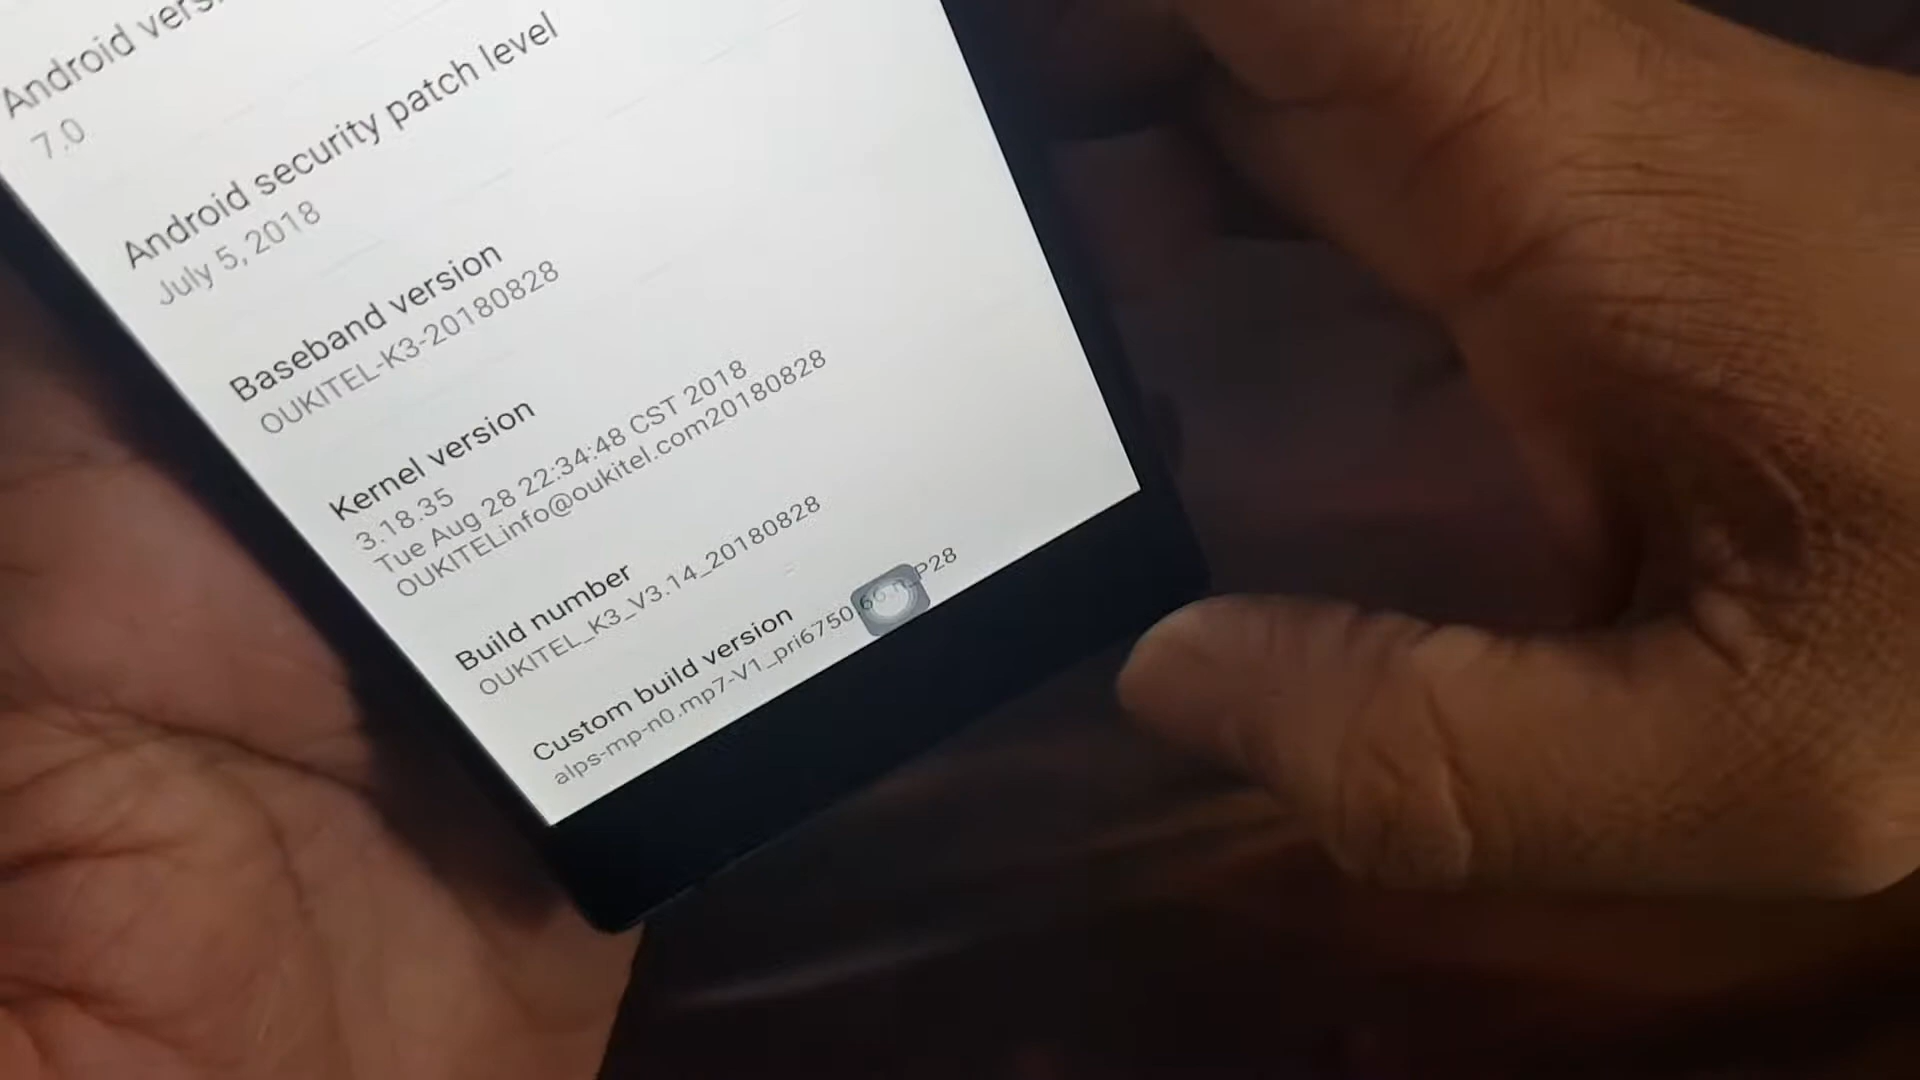 Android
7.0
Android security patch level
July 5, 2018
Baseband version
OUKITEL-K3-20180828
Kernel version
3.18.35
Tue Aug 28 22:34:48 CST 2018
OUKITELinfo@oukitel.com20180828
Build number
OUKITEL_K3_V3.14_20180828
Custom build version
alps-mp-n0.mp7-V1_pri6750